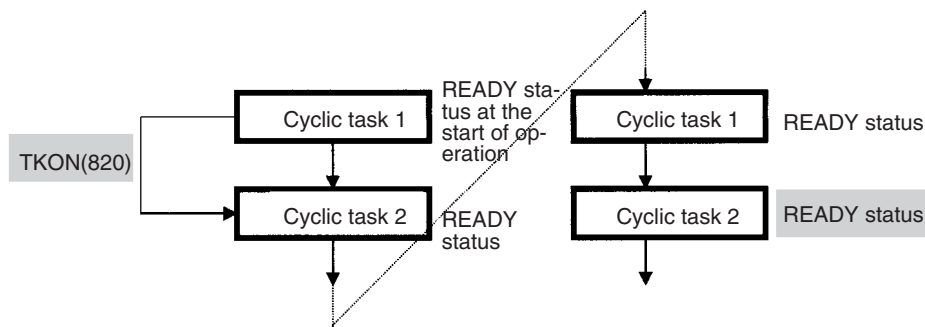 READY sta-
tus at the
start of op-
eration
Cyclic task 1
TKON(820)
Cyclic task 2
READY
status
Cyclic task 1
READY status
Cyclic task 2
READY status